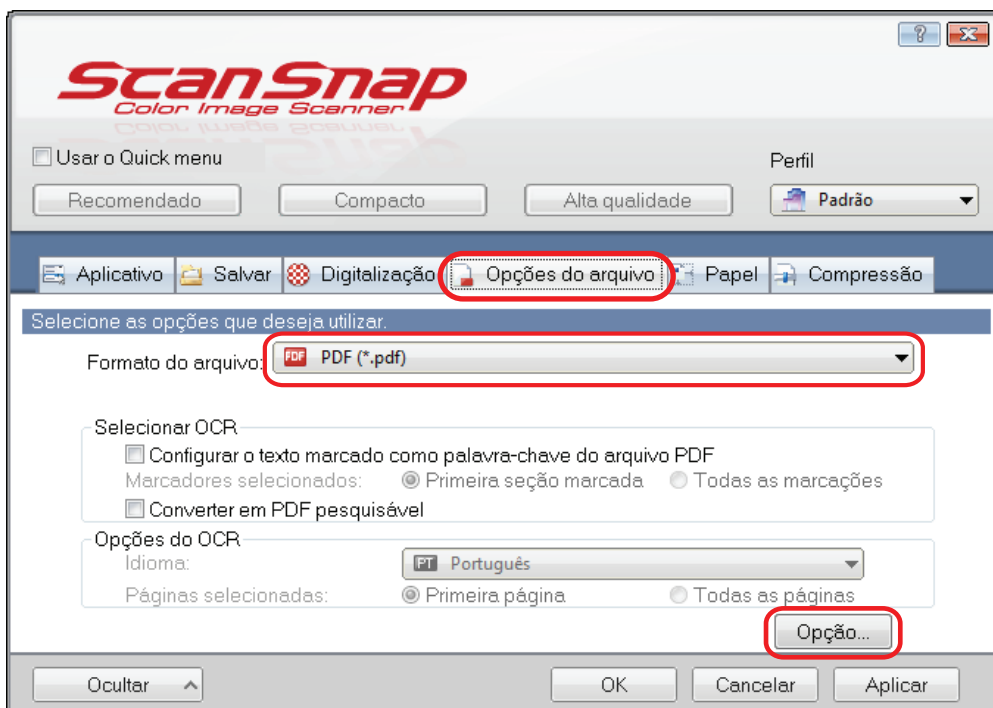 ScanSnap
Color Image Scanner
Usar o Quick menu
Perfil
Recomendado Compacto Alta qualidade Padrão
Aplicativo Salvar Digitalização Opções do arquivo Papel Compressão
Selecione as opções que deseja utilizar.
Formato do arquivo: PDF PDF (*.pdf)
Selecionar OCR
Configurar o texto marcado como palavra-chave do arquivo PDF
Marcadores selecionados: Primeira seção marcada Todas as marcações
Converter em PDF pesquisável
Opções do OCR
Idioma: PT Português
Páginas selecionadas: Primeira página Todas as páginas
Opção...
Ocultar OK Cancelar Aplicar